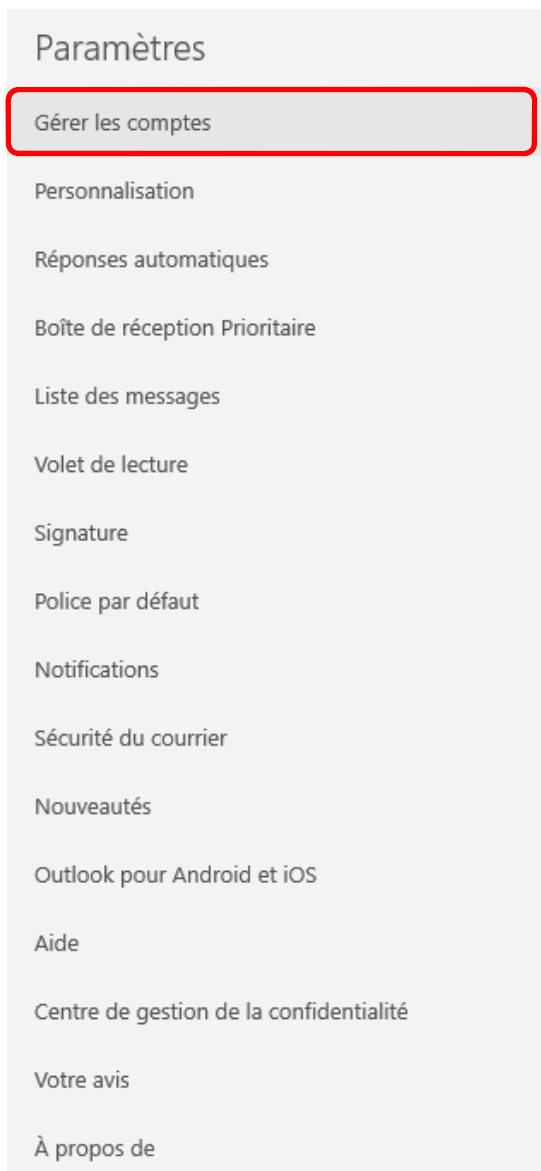 Paramètres
Gérer les comptes
Personnalisation
Réponses automatiques
Boîte de réception Prioritaire
Liste des messages
Volet de lecture
Signature
Police par défaut
Notifications
Sécurité du courrier
Nouveautés
Outlook pour Android et iOS
Aide
Centre de gestion de la confidentialité
Votre avis
À propos de